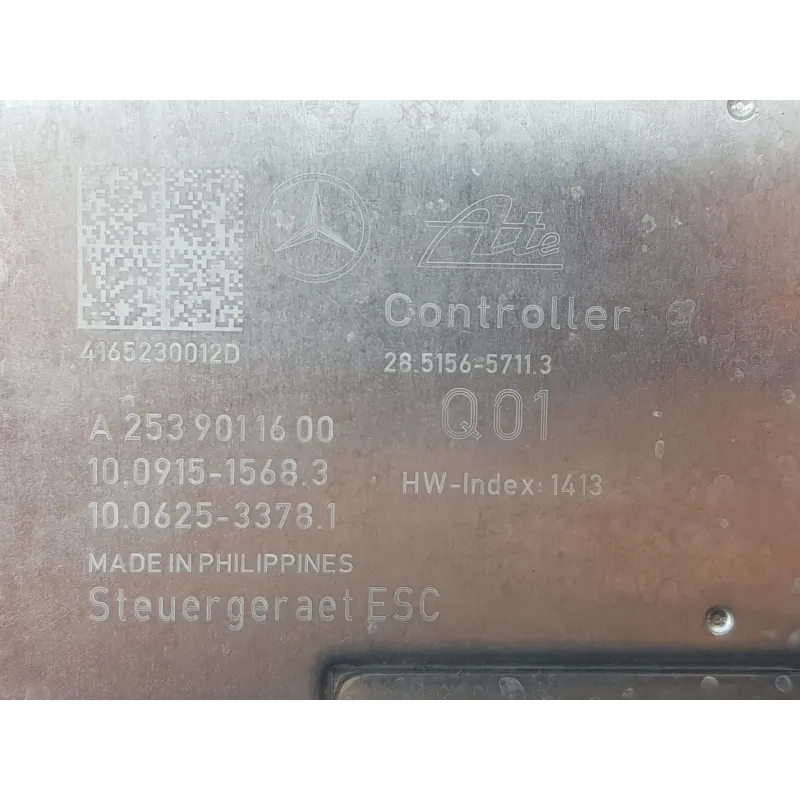 Ate
Controller
4165230012D
28.5156-5711.3
Q01
A 253 901 16 00
10.0915-1568.3
HW-Index: 1413
10.0625-3378.1
MADE IN PHILIPPINES
Steuergeraet ESC